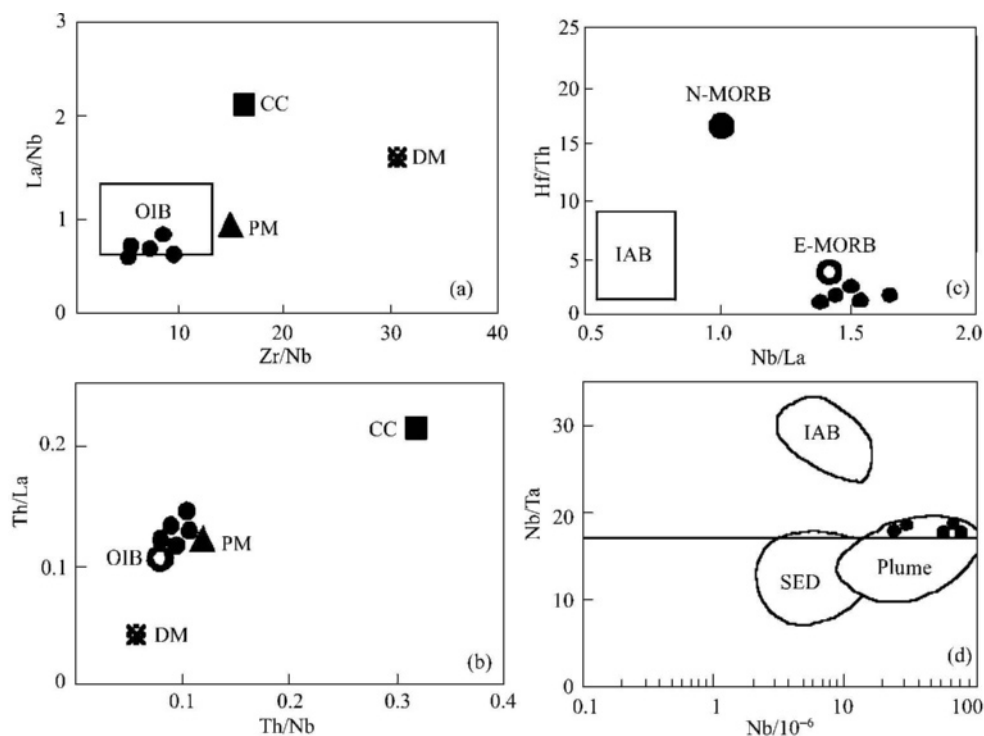 3
2
1
0
La/Nb
OIB
CC
DM
PM
(a)
10 20 30 40
Zr/Nb
25
20
15
10
5
0
Hf/Th
N-MORB
E-MORB
IAB
(c)
0.5 1.0 1.5 2.0
Nb/La
0.2
0.1
0
Th/La
CC
OIB
PM
DM
(b)
0.1 0.2 0.3 0.4
Th/Nb
30
20
10
0
Nb/Ta
IAB
SED
Plume
(d)
0.1 1 10 100
Nb/10⁻⁶